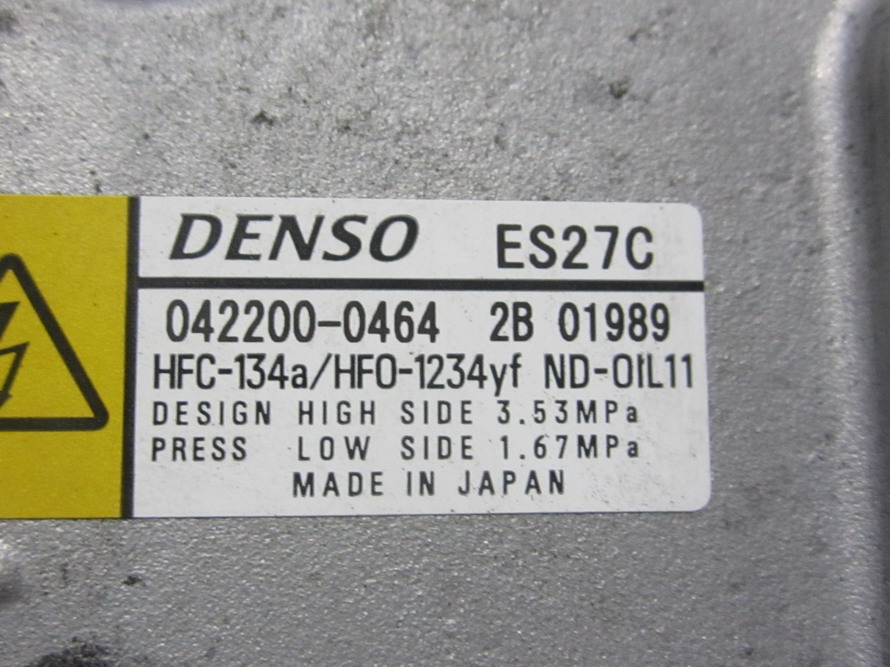 DENSO ES27C
042200-0464 2B 01989
HFC-134a/HFO-1234yf ND-OIL11
DESIGN HIGH SIDE 3.53MPa
PRESS LOW SIDE 1.67MPa
MADE IN JAPAN